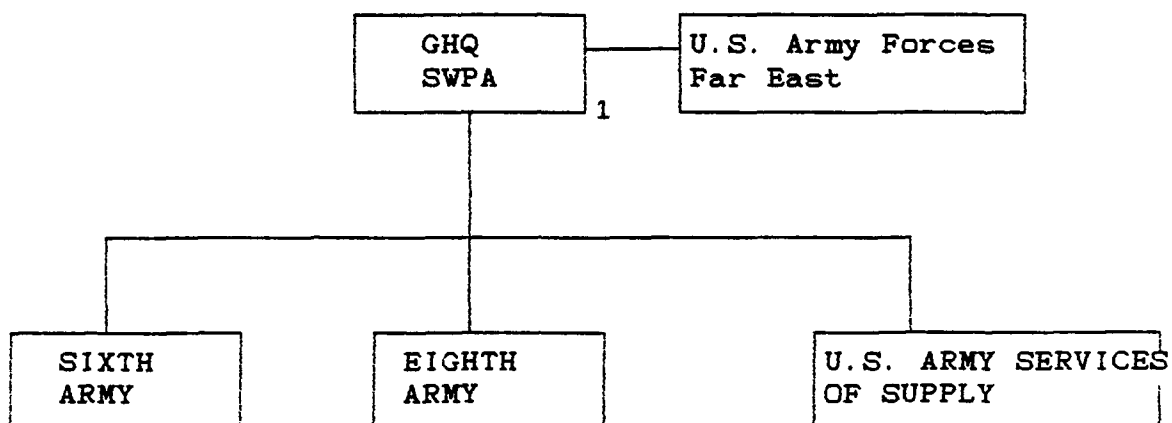 GHQ
SWPA
1
U.S. Army Forces
Far East
SIXTH
ARMY
EIGHTH
ARMY
U.S. ARMY SERVICES
OF SUPPLY